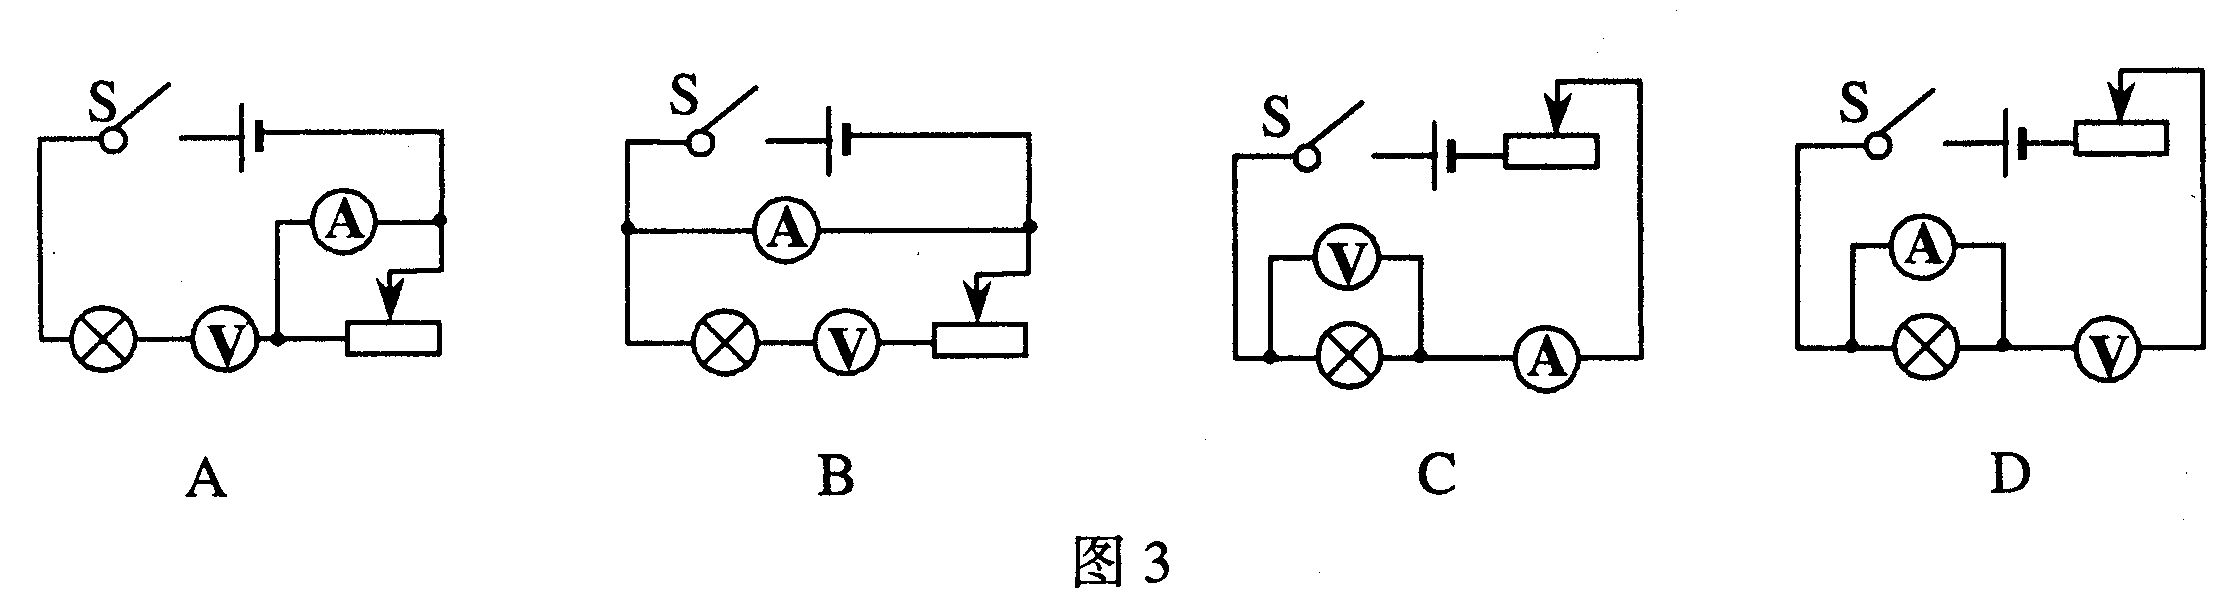 S S S S
A A V A
V V A V
A B C D
图 3